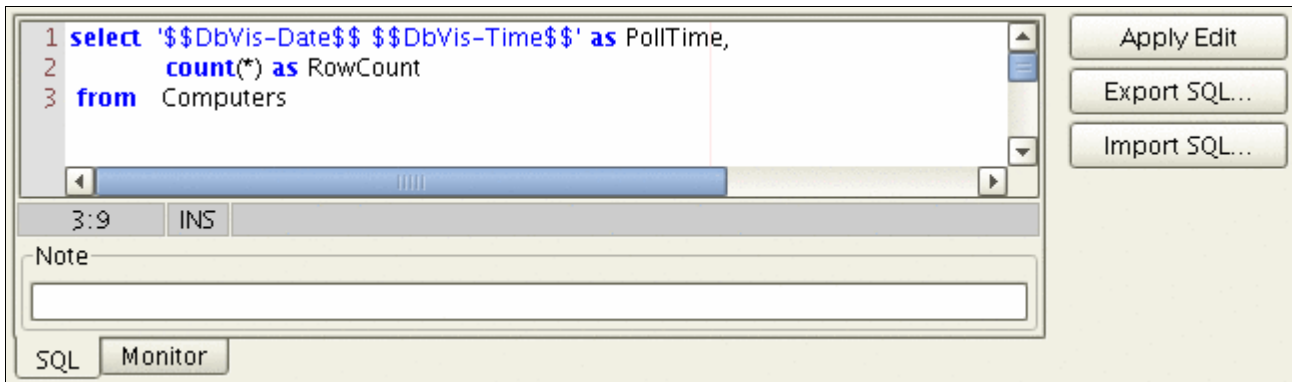 1 select '$$DbVis-Date$$ $$DbVis-Time$$' as PollTime,
2 count(*) as RowCount
3 from Computers
Apply Edit
Export SQL...
Import SQL...
3:9 INS
Note
SQL Monitor